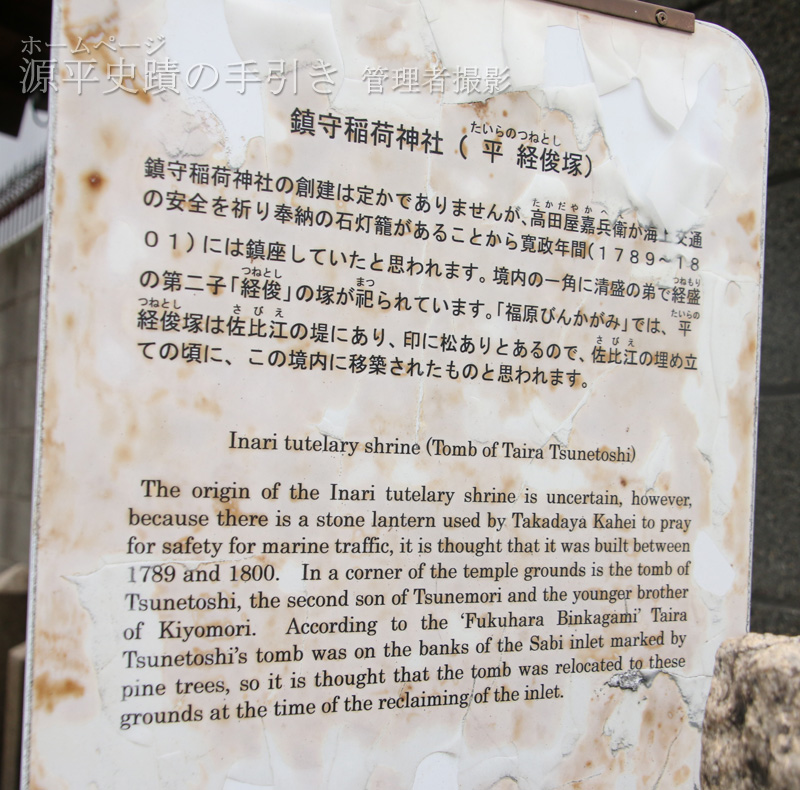 ホームページ
源平史蹟の手引き 管理者撮影
鎮守稲荷神社（平 経俊塚）
たいらのつねとし
鎮守稲荷神社の創建は定かでありませんが、高田屋嘉兵衛が海上交通
たかだやかへえ
の安全を祈り奉納の石灯籠があることから寛政年間（１７８９〜１８
０１）には鎮座していたと思われます。境内の一角に清盛の弟で経盛
つねもり
の第二子「経俊」の塚が祀られています。「福原びんかがみ」では、平
つねとし まつ たいらの
経俊塚は佐比江の堤にあり、印に松ありとあるので、佐比江の埋め立
つねとし さびえ さびえ
ての頃に、この境内に移築されたものと思われます。
Inari tutelary shrine (Tomb of Taira Tsunetoshi)
The origin of the Inari tutelary shrine is uncertain, however,
because there is a stone lantern used by Takadaya Kahei to pray
for safety for marine traffic, it is thought that it was built between
1789 and 1800. In a corner of the temple grounds is the tomb of
Tsunetoshi, the second son of Tsunemori and the younger brother
of Kiyomori. According to the ‘Fukuhara Binkagami’ Taira
Tsunetoshi's tomb was on the banks of the Sabi inlet marked by
pine trees, so it is thought that the tomb was relocated to these
grounds at the time of the reclaiming of the inlet.